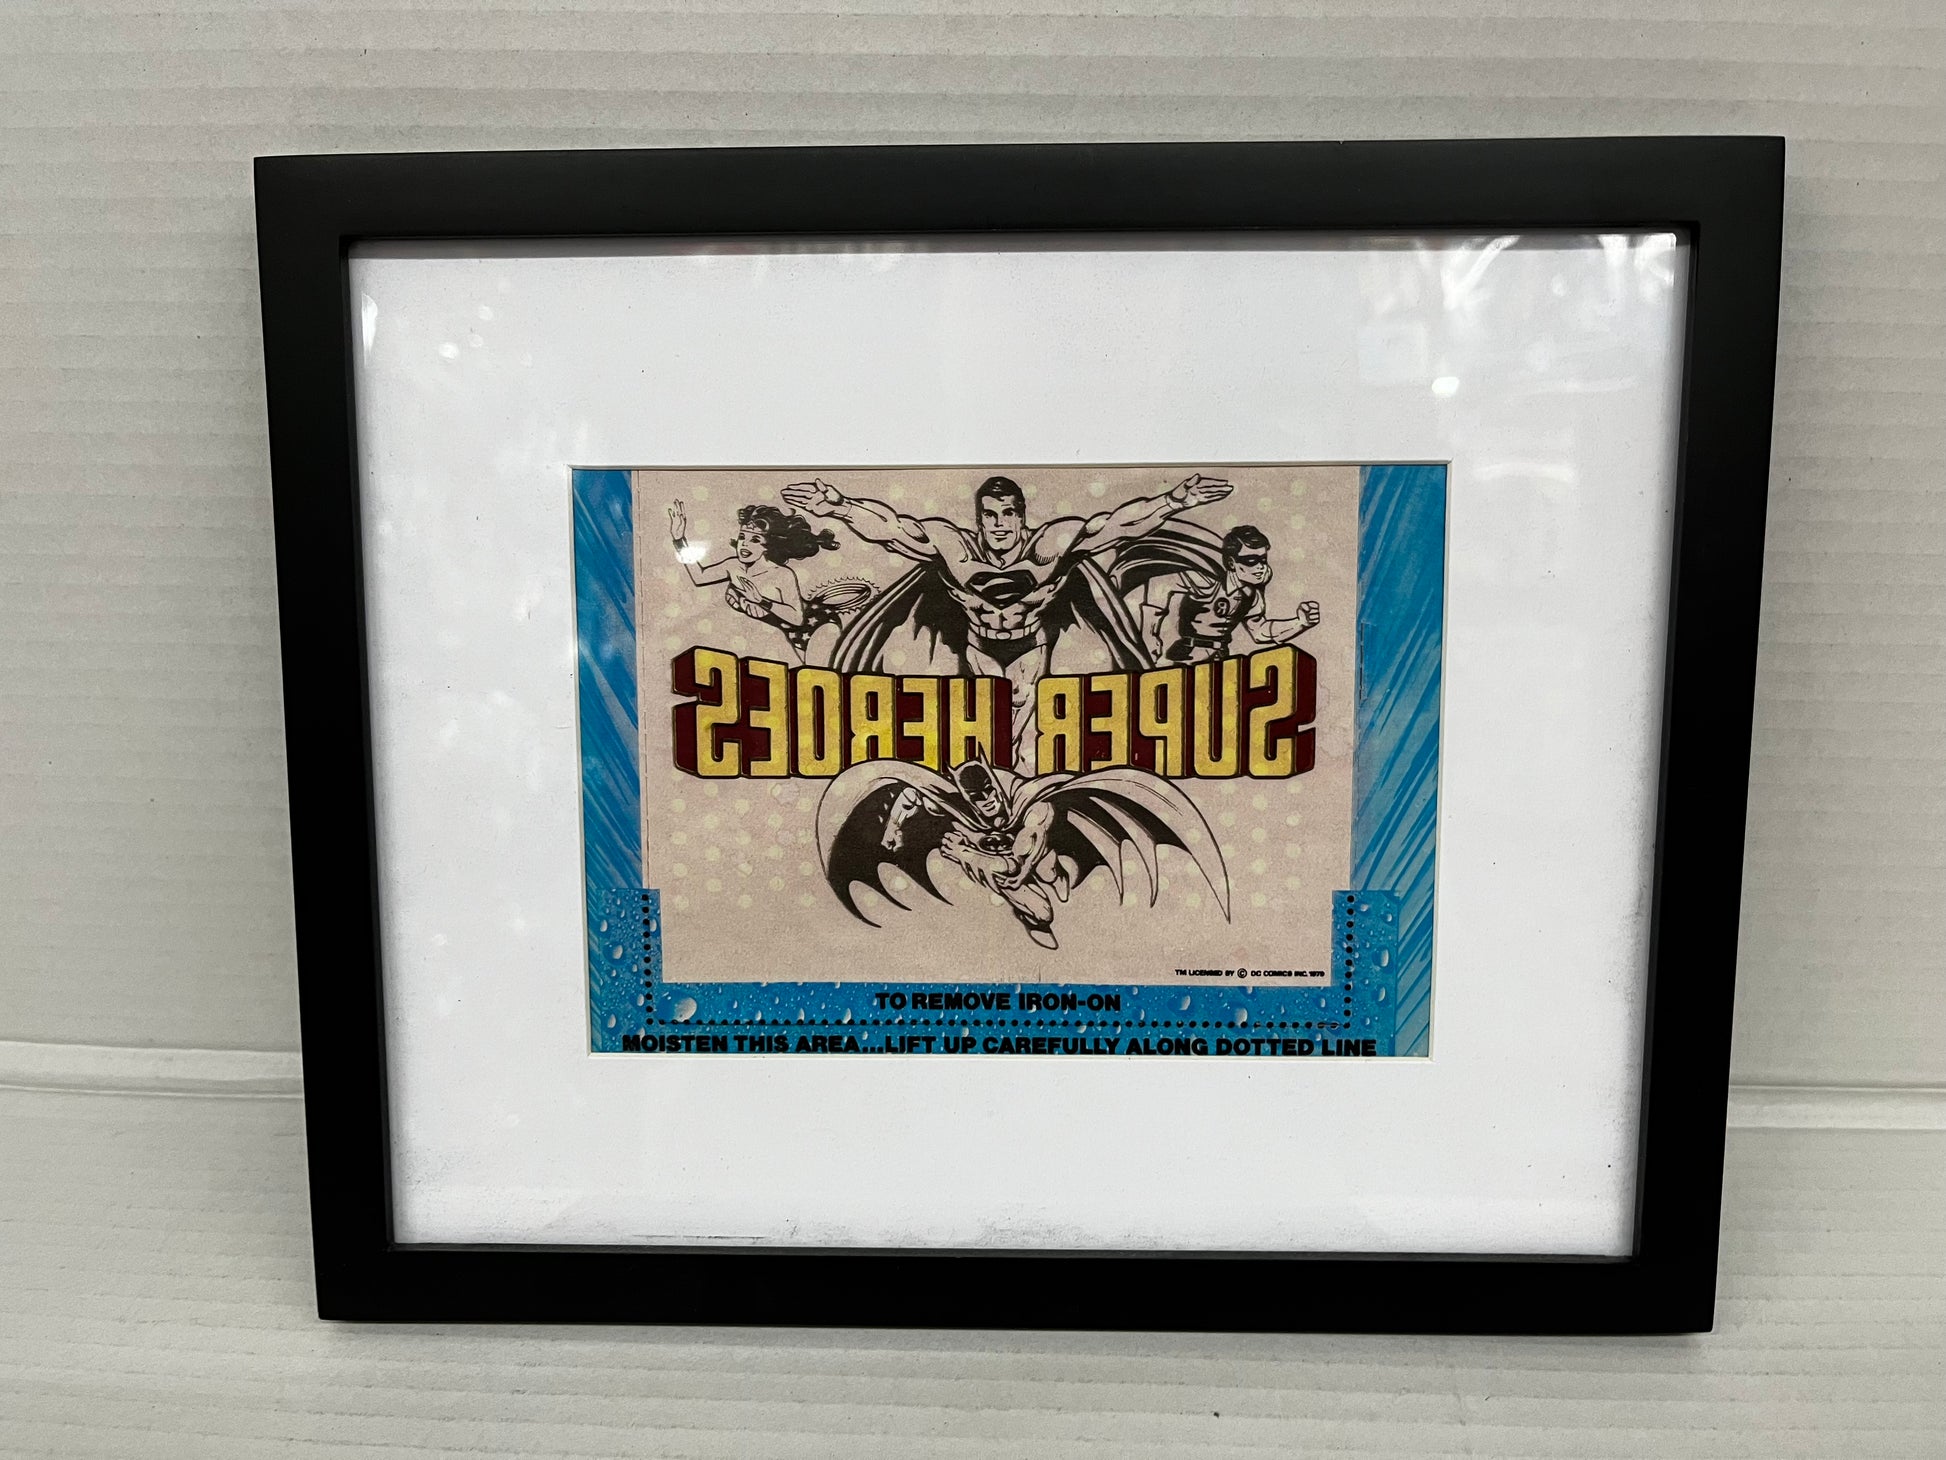 SUPER HEROES
TM LICENSED BY © DC COMICS INC. 1979
TO REMOVE IRON-ON
MOISTEN THIS AREA...LIFT UP CAREFULLY ALONG DOTTED LINE